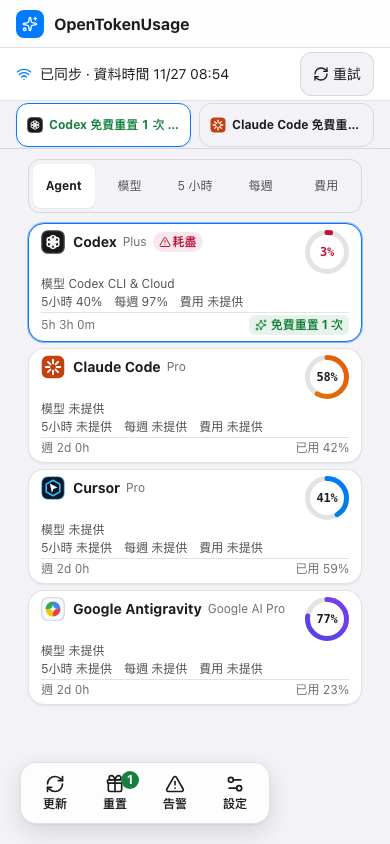 OpenTokenUsage
已同步 · 資料時間 11/27 08:54
重試
Codex 免費重置 1 次 ...
Claude Code 免費重...
Agent 模型 5 小時 每週 費用
Codex Plus 耗盡
3%
模型 Codex CLI & Cloud
5小時 40% 每週 97% 費用 未提供
5h 3h 0m 免費重置 1 次
Claude Code Pro
58%
模型 未提供
5小時 未提供 每週 未提供 費用 未提供
週 2d 0h 已用 42%
Cursor Pro
41%
模型 未提供
5小時 未提供 每週 未提供 費用 未提供
週 2d 0h 已用 59%
Google Antigravity Google AI Pro
77%
模型 未提供
5小時 未提供 每週 未提供 費用 未提供
週 2d 0h 已用 23%
1
更新 重置 告警 設定